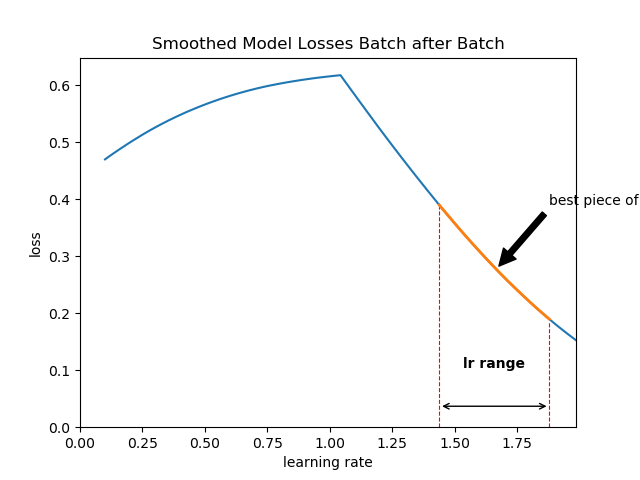 Smoothed Model Losses Batch after Batch
0.6
0.5
0.4
0.3
0.2
0.1
0.0
loss
best piece of
lr range
0.00 0.25 0.50 0.75 1.00 1.25 1.50 1.75
learning rate